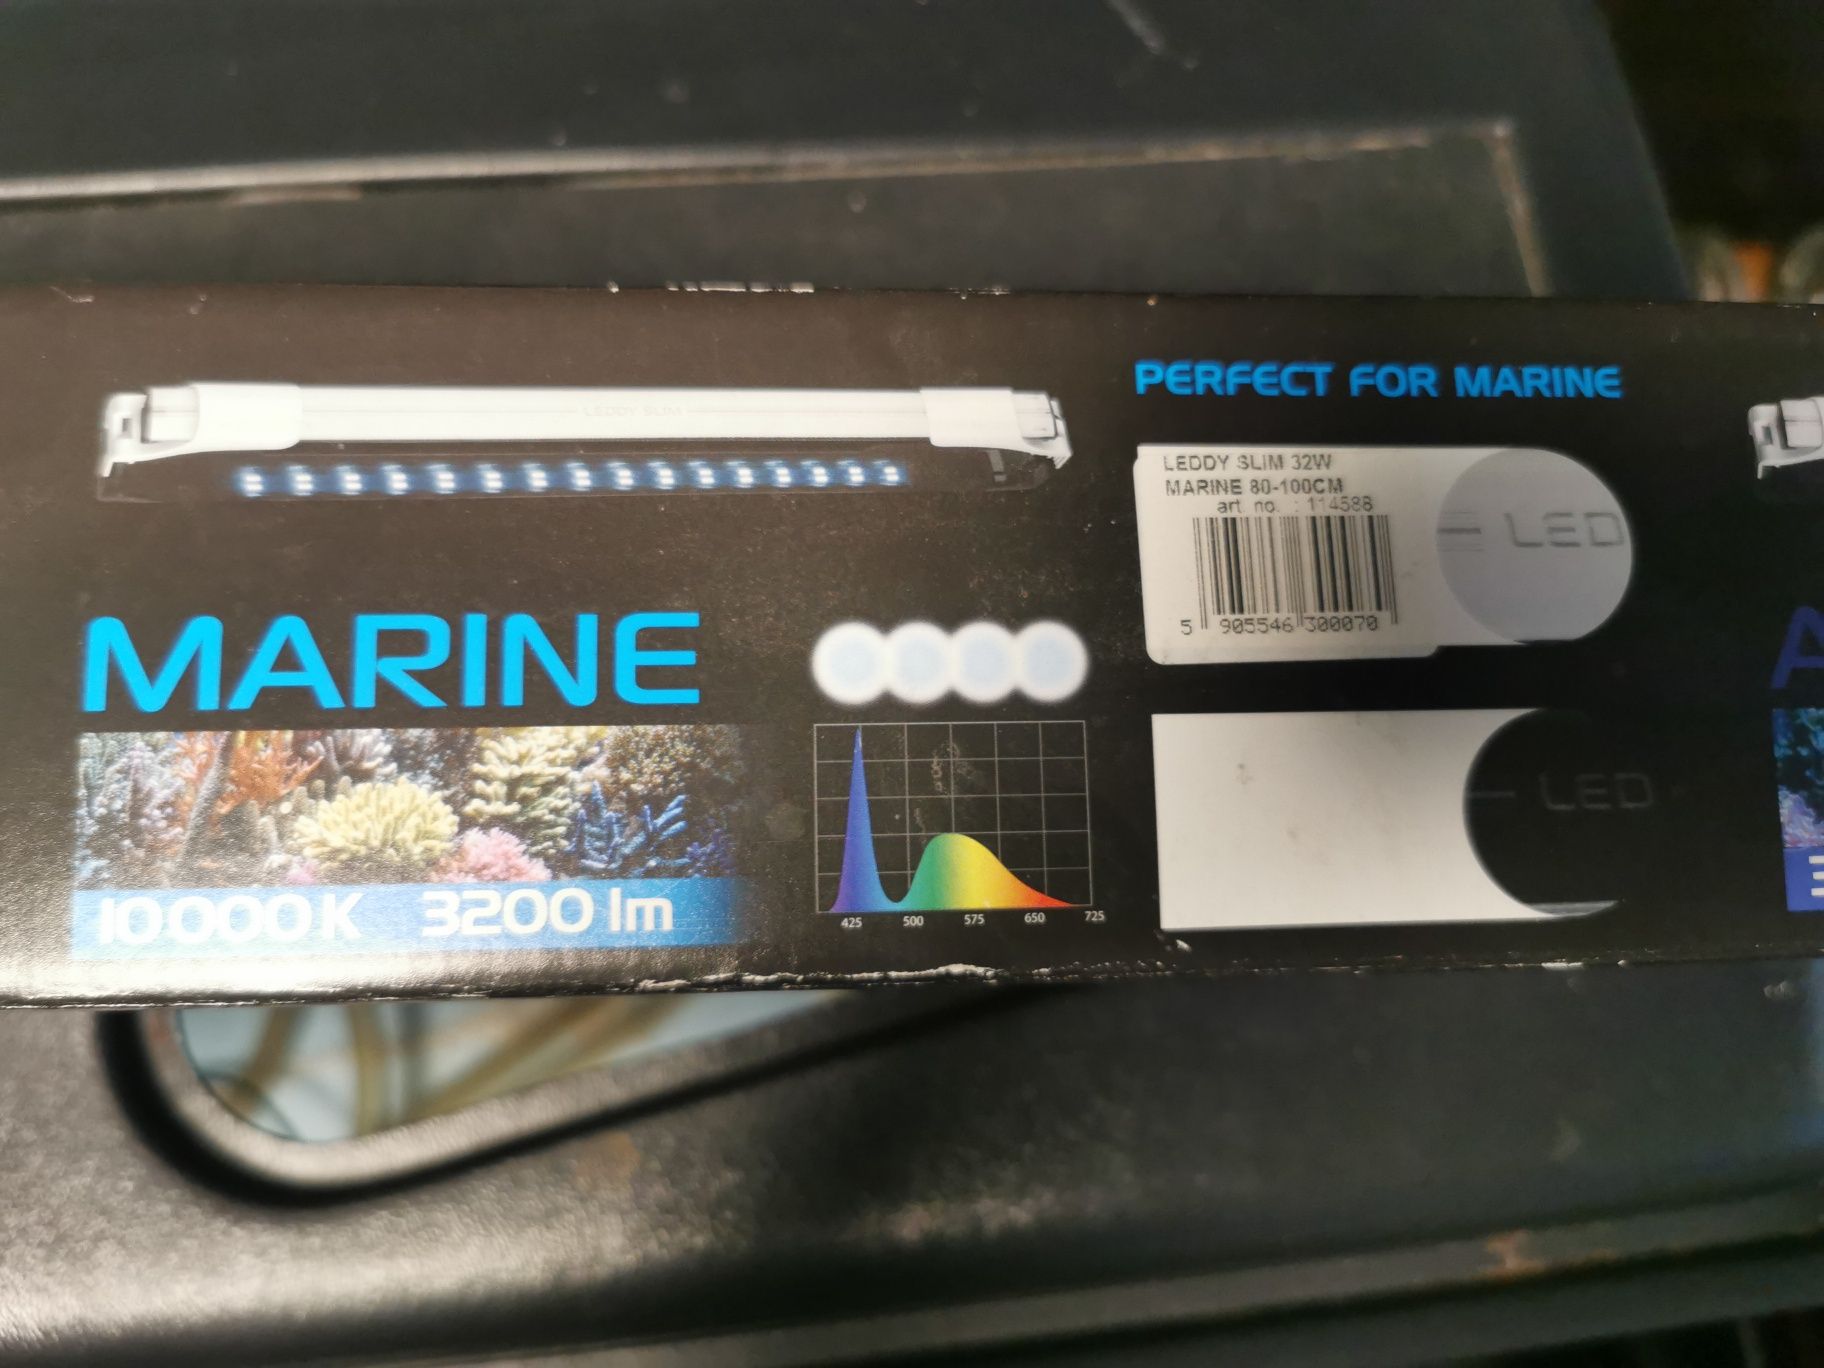 LEDDY SLIM
MARINE
10000K 3200 lm
425 500 575 650 725
PERFECT FOR MARINE
LEDDY SLIM 32W
MARINE 80-100CM
art. no. : 114588
5 905546 300070
LED
LED